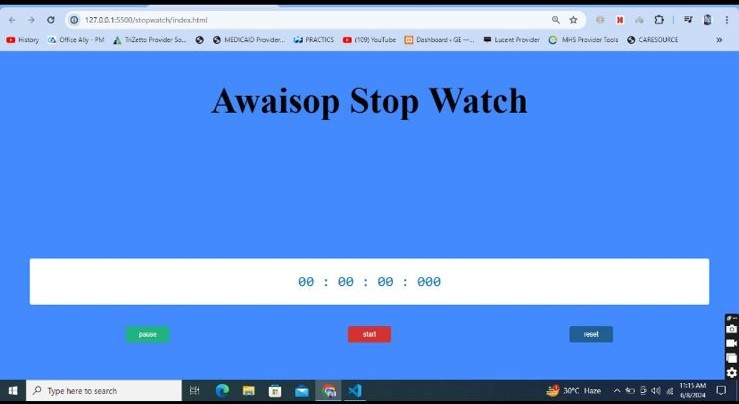 127.0.0.1:5500/stopwatch/index.html
History Office Ally - PM TriZetto Provider So... MEDICAID Provider... PRACTICS (109) YouTube Dashboard - GE —... Lucent Provider MHS Provider Tools CARESOURCE »
Awaisop Stop Watch
00 : 00 : 00 : 000
pause start reset
Type here to search 30°C Haze 11:15 AM
6/8/2024